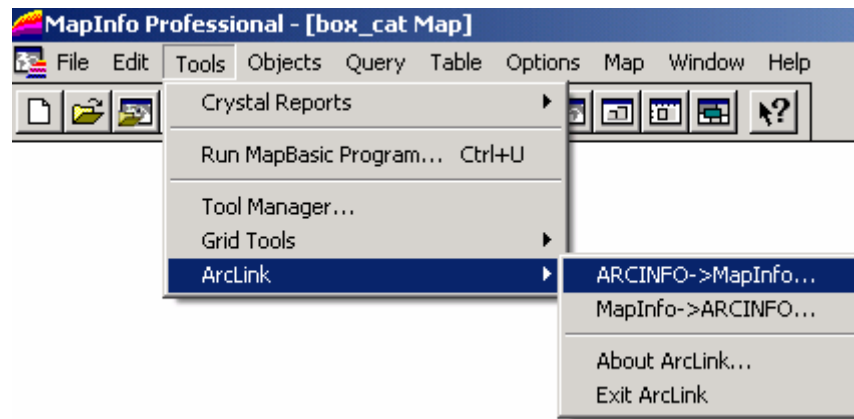 MapInfo Professional - [box_cat Map]
File Edit Tools Objects Query Table Options Map Window Help
Crystal Reports
Run MapBasic Program... Ctrl+U
Tool Manager...
Grid Tools
ArcLink
ARCINFO->MapInfo...
MapInfo->ARCINFO...
About ArcLink...
Exit ArcLink